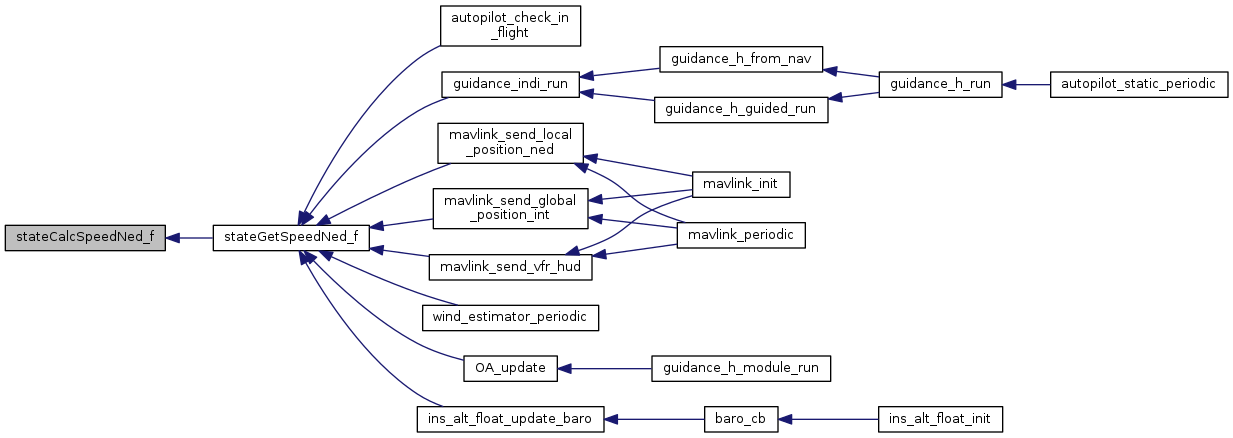 autopilot_check_in
_flight
guidance_h_from_nav
guidance_indi_run
guidance_h_run
autopilot_static_periodic
guidance_h_guided_run
mavlink_send_local
_position_ned
mavlink_init
mavlink_send_global
_position_int
stateCalcSpeedNed_f
stateGetSpeedNed_f
mavlink_periodic
mavlink_send_vfr_hud
wind_estimator_periodic
OA_update
guidance_h_module_run
ins_alt_float_update_baro
baro_cb
ins_alt_float_init